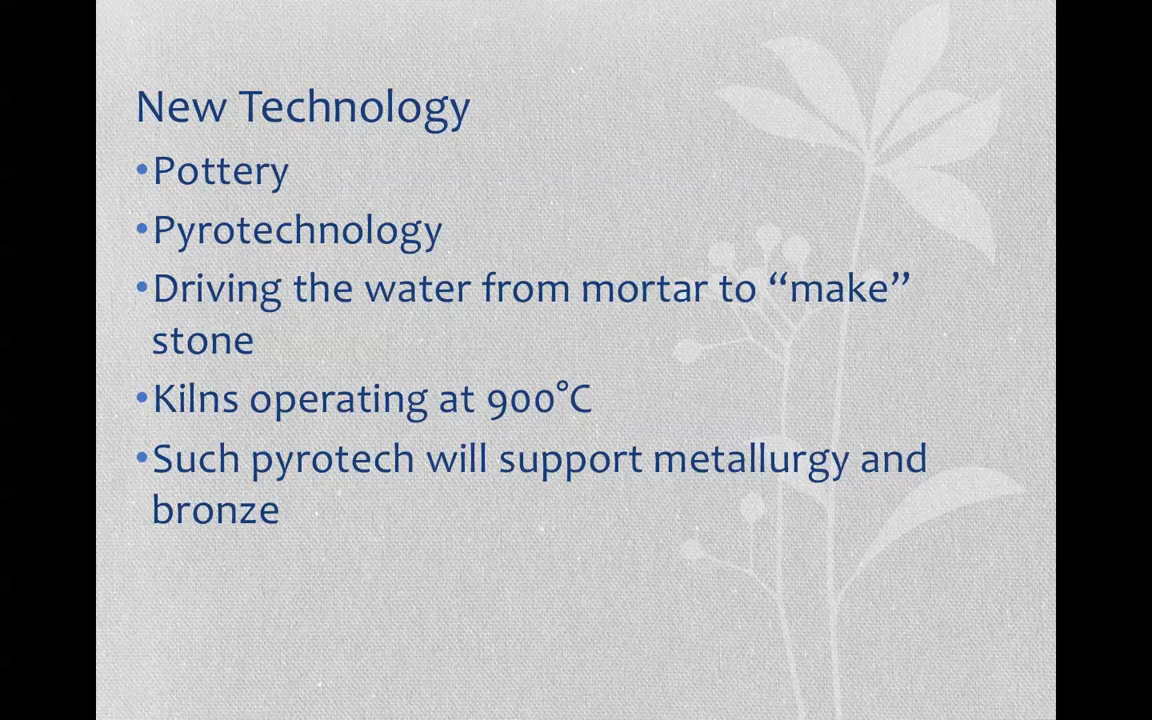 New Technology
•Pottery
•Pyrotechnology
•Driving the water from mortar to “make”
stone
•Kilns operating at 900°C
•Such pyrotech will support metallurgy and
bronze